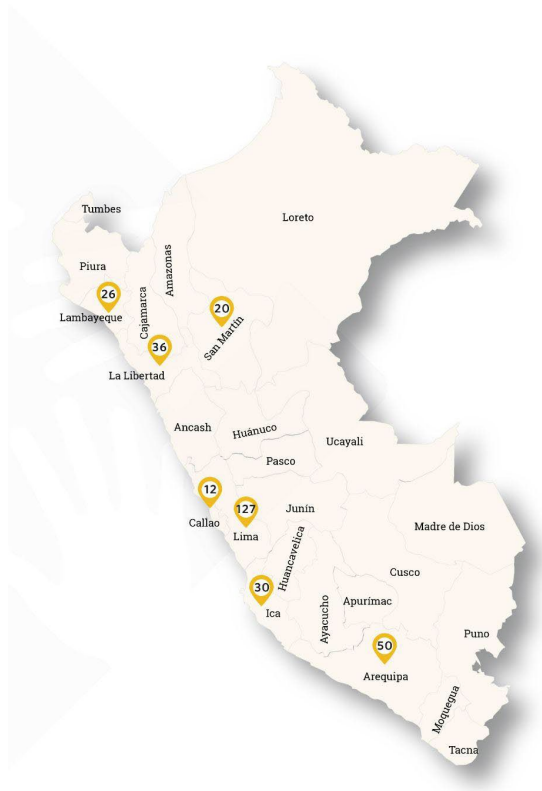 Tumbes
Loreto
Piura
Amazonas
Cajamarca
26
Lambayeque
20
San Martín
36
La Libertad
Ancash
Huánuco
Ucayali
Pasco
12
Callao
127
Lima
Junín
Madre de Dios
Huancavelica
Cusco
30
Ica
Ayacucho
Apurímac
Puno
50
Arequipa
Moquegua
Tacna